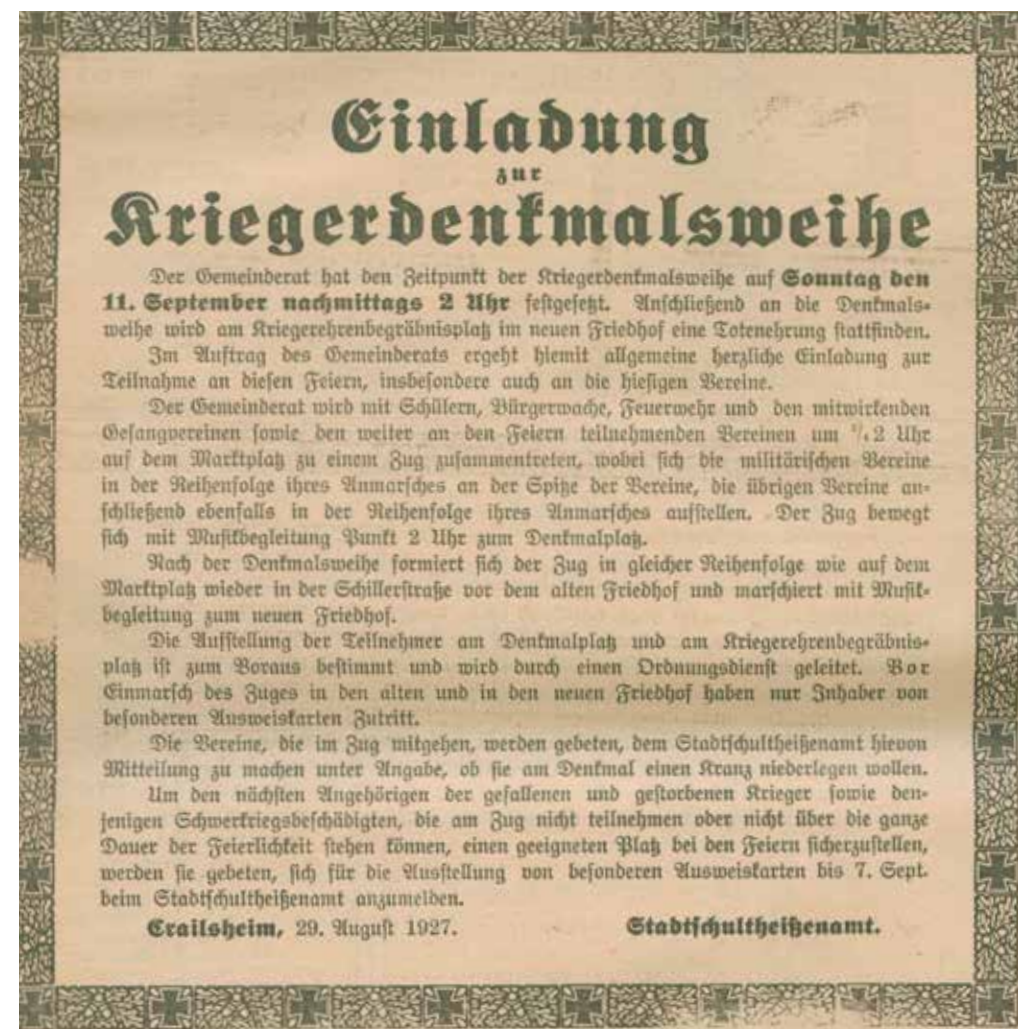 Einladung
zur
Kriegerdenkmalsweihe
Der Gemeinderat hat den Zeitpunkt der Kriegerdenkmalsweihe auf Sonntag den
11. September nachmittags 2 Uhr festgesetzt. Anschließend an die Denkmals-
weihe wird am Kriegerehrenbegräbnisplatz im neuen Friedhof eine Totenehrung stattfinden.
Im Auftrag des Gemeinderats ergeht hiemit allgemeine herzliche Einladung zur
Teilnahme an diesen Feiern, insbesondere auch an die hiesigen Vereine.
Der Gemeinderat wird mit Schülern, Bürgerwache, Feuerwehr und den mitwirkenden
Gesangvereinen sowie den weiter an den Feiern teilnehmenden Vereinen um 2 Uhr
auf dem Marktplatz zu einem Zug zusammentreten, wobei sich die militärischen Vereine
in der Reihenfolge ihres Anmarsches an der Spitze der Vereine, die übrigen Vereine an-
schließend ebenfalls in der Reihenfolge ihres Anmarsches aufstellen. Der Zug bewegt
sich mit Musikbegleitung Punkt 2 Uhr zum Denkmalplatz.
Nach der Denkmalsweihe formiert sich der Zug in gleicher Reihenfolge wie auf dem
Marktplatz wieder in der Schillerstraße vor dem alten Friedhof und marschiert mit Musik-
begleitung zum neuen Friedhof.
Die Aufstellung der Teilnehmer am Denkmalplatz und am Kriegerehrenbegräbnis-
platz ist zum Voraus bestimmt und wird durch einen Ordnungsdienst geleitet. Vor
Einmarsch des Zuges in den alten und in den neuen Friedhof haben nur Inhaber von
besonderen Ausweiskarten Zutritt.
Die Vereine, die im Zug mitgehen, werden gebeten, dem Stadtschultheißenamt hievon
Mitteilung zu machen unter Angabe, ob sie am Denkmal einen Kranz niederlegen wollen.
Um den nächsten Angehörigen der gefallenen und gestorbenen Krieger sowie den-
jenigen Schwerkriegsbeschädigten, die am Zug nicht teilnehmen oder nicht über die ganze
Dauer der Feierlichkeit stehen können, einen geeigneten Platz bei den Feiern sicherzustellen,
werden sie gebeten, sich für die Ausstellung von besonderen Ausweiskarten bis 7. Sept.
beim Stadtschultheißenamt anzumelden.
Crailsheim, 29. August 1927. Stadtschultheißenamt.